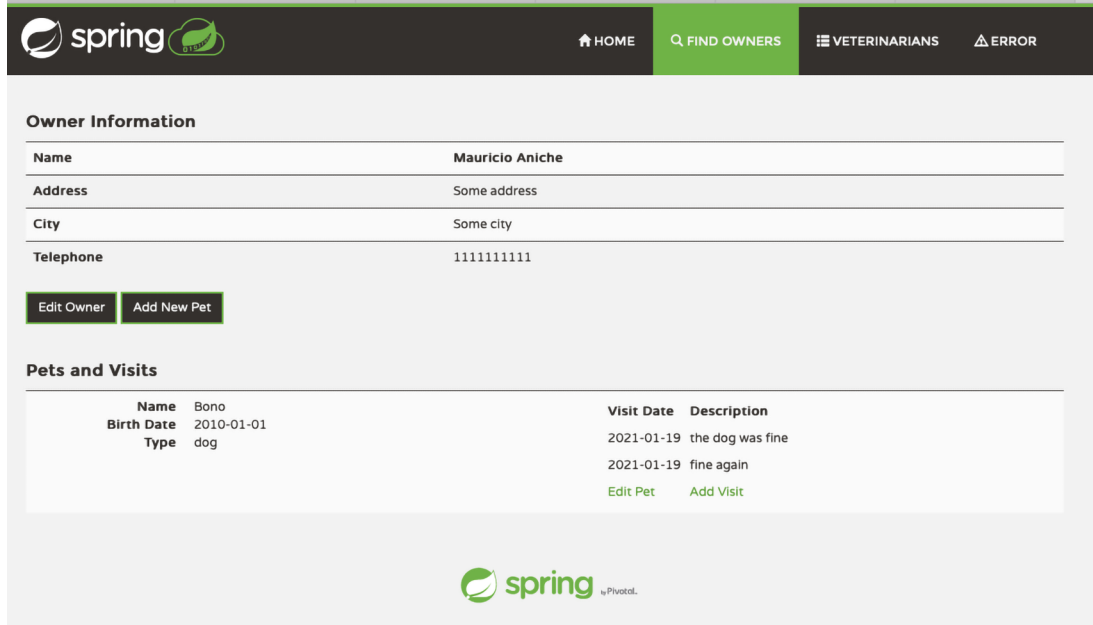 spring
HOME FIND OWNERS VETERINARIANS ERROR
Owner Information
Name Mauricio Aniche
Address Some address
City Some city
Telephone 1111111111
Edit Owner Add New Pet
Pets and Visits
Name Bono
Birth Date 2010-01-01
Type dog
Visit Date Description
2021-01-19 the dog was fine
2021-01-19 fine again
Edit Pet Add Visit
spring by Pivotal.